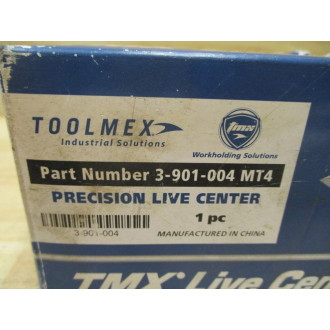 TOOLMEX
Industrial Solutions
tmx
Workholding Solutions
Part Number 3-901-004 MT4
PRECISION LIVE CENTER
1 pc
3-901-004
MANUFACTURED IN CHINA
TMX Live Cen